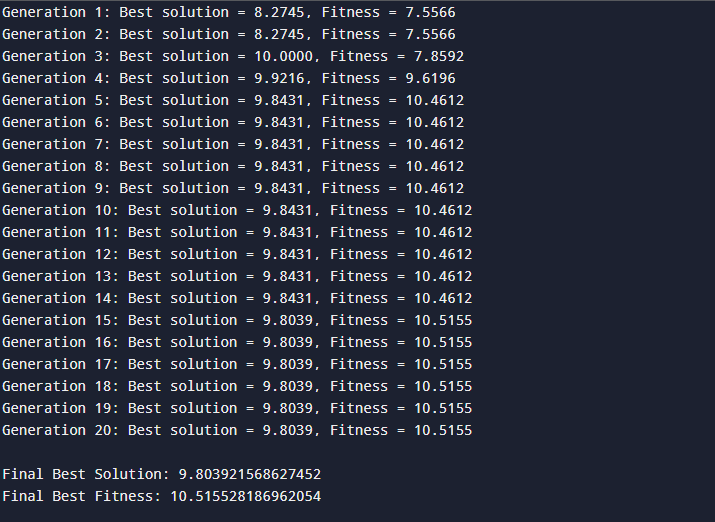 Generation 1: Best solution = 8.2745, Fitness = 7.5566
Generation 2: Best solution = 8.2745, Fitness = 7.5566
Generation 3: Best solution = 10.0000, Fitness = 7.8592
Generation 4: Best solution = 9.9216, Fitness = 9.6196
Generation 5: Best solution = 9.8431, Fitness = 10.4612
Generation 6: Best solution = 9.8431, Fitness = 10.4612
Generation 7: Best solution = 9.8431, Fitness = 10.4612
Generation 8: Best solution = 9.8431, Fitness = 10.4612
Generation 9: Best solution = 9.8431, Fitness = 10.4612
Generation 10: Best solution = 9.8431, Fitness = 10.4612
Generation 11: Best solution = 9.8431, Fitness = 10.4612
Generation 12: Best solution = 9.8431, Fitness = 10.4612
Generation 13: Best solution = 9.8431, Fitness = 10.4612
Generation 14: Best solution = 9.8431, Fitness = 10.4612
Generation 15: Best solution = 9.8039, Fitness = 10.5155
Generation 16: Best solution = 9.8039, Fitness = 10.5155
Generation 17: Best solution = 9.8039, Fitness = 10.5155
Generation 18: Best solution = 9.8039, Fitness = 10.5155
Generation 19: Best solution = 9.8039, Fitness = 10.5155
Generation 20: Best solution = 9.8039, Fitness = 10.5155
Final Best Solution: 9.803921568627452
Final Best Fitness: 10.515528186962054